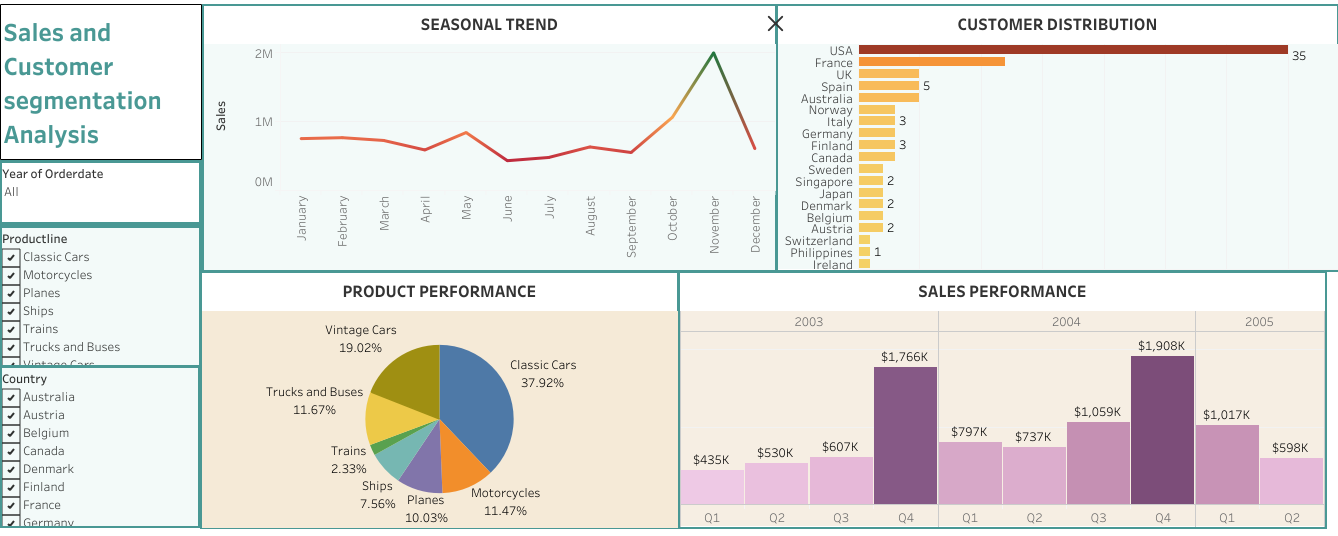 Sales and
Customer
segmentation
Analysis
Year of Orderdate
All
Productline
Classic Cars
Motorcycles
Planes
Ships
Trains
Trucks and Buses
Vintage Cars
Country
Australia
Austria
Belgium
Canada
Denmark
Finland
France
Germany
SEASONAL TREND
Sales
2M
1M
0M
January
February
March
April
May
June
July
August
September
October
November
December
CUSTOMER DISTRIBUTION
USA 35
France
UK
Spain 5
Australia
Norway
Italy 3
Germany
Finland 3
Canada
Sweden
Singapore 2
Japan
Denmark 2
Belgium
Austria 2
Switzerland
Philippines 1
Ireland
PRODUCT PERFORMANCE
Vintage Cars
19.02%
Classic Cars
37.92%
Trucks and Buses
11.67%
Trains
2.33%
Ships
7.56%
Planes
10.03%
Motorcycles
11.47%
SALES PERFORMANCE
2003 2004 2005
$435K $530K $607K $1,766K $797K $737K $1,059K $1,908K $1,017K $598K
Q1 Q2 Q3 Q4 Q1 Q2 Q3 Q4 Q1 Q2